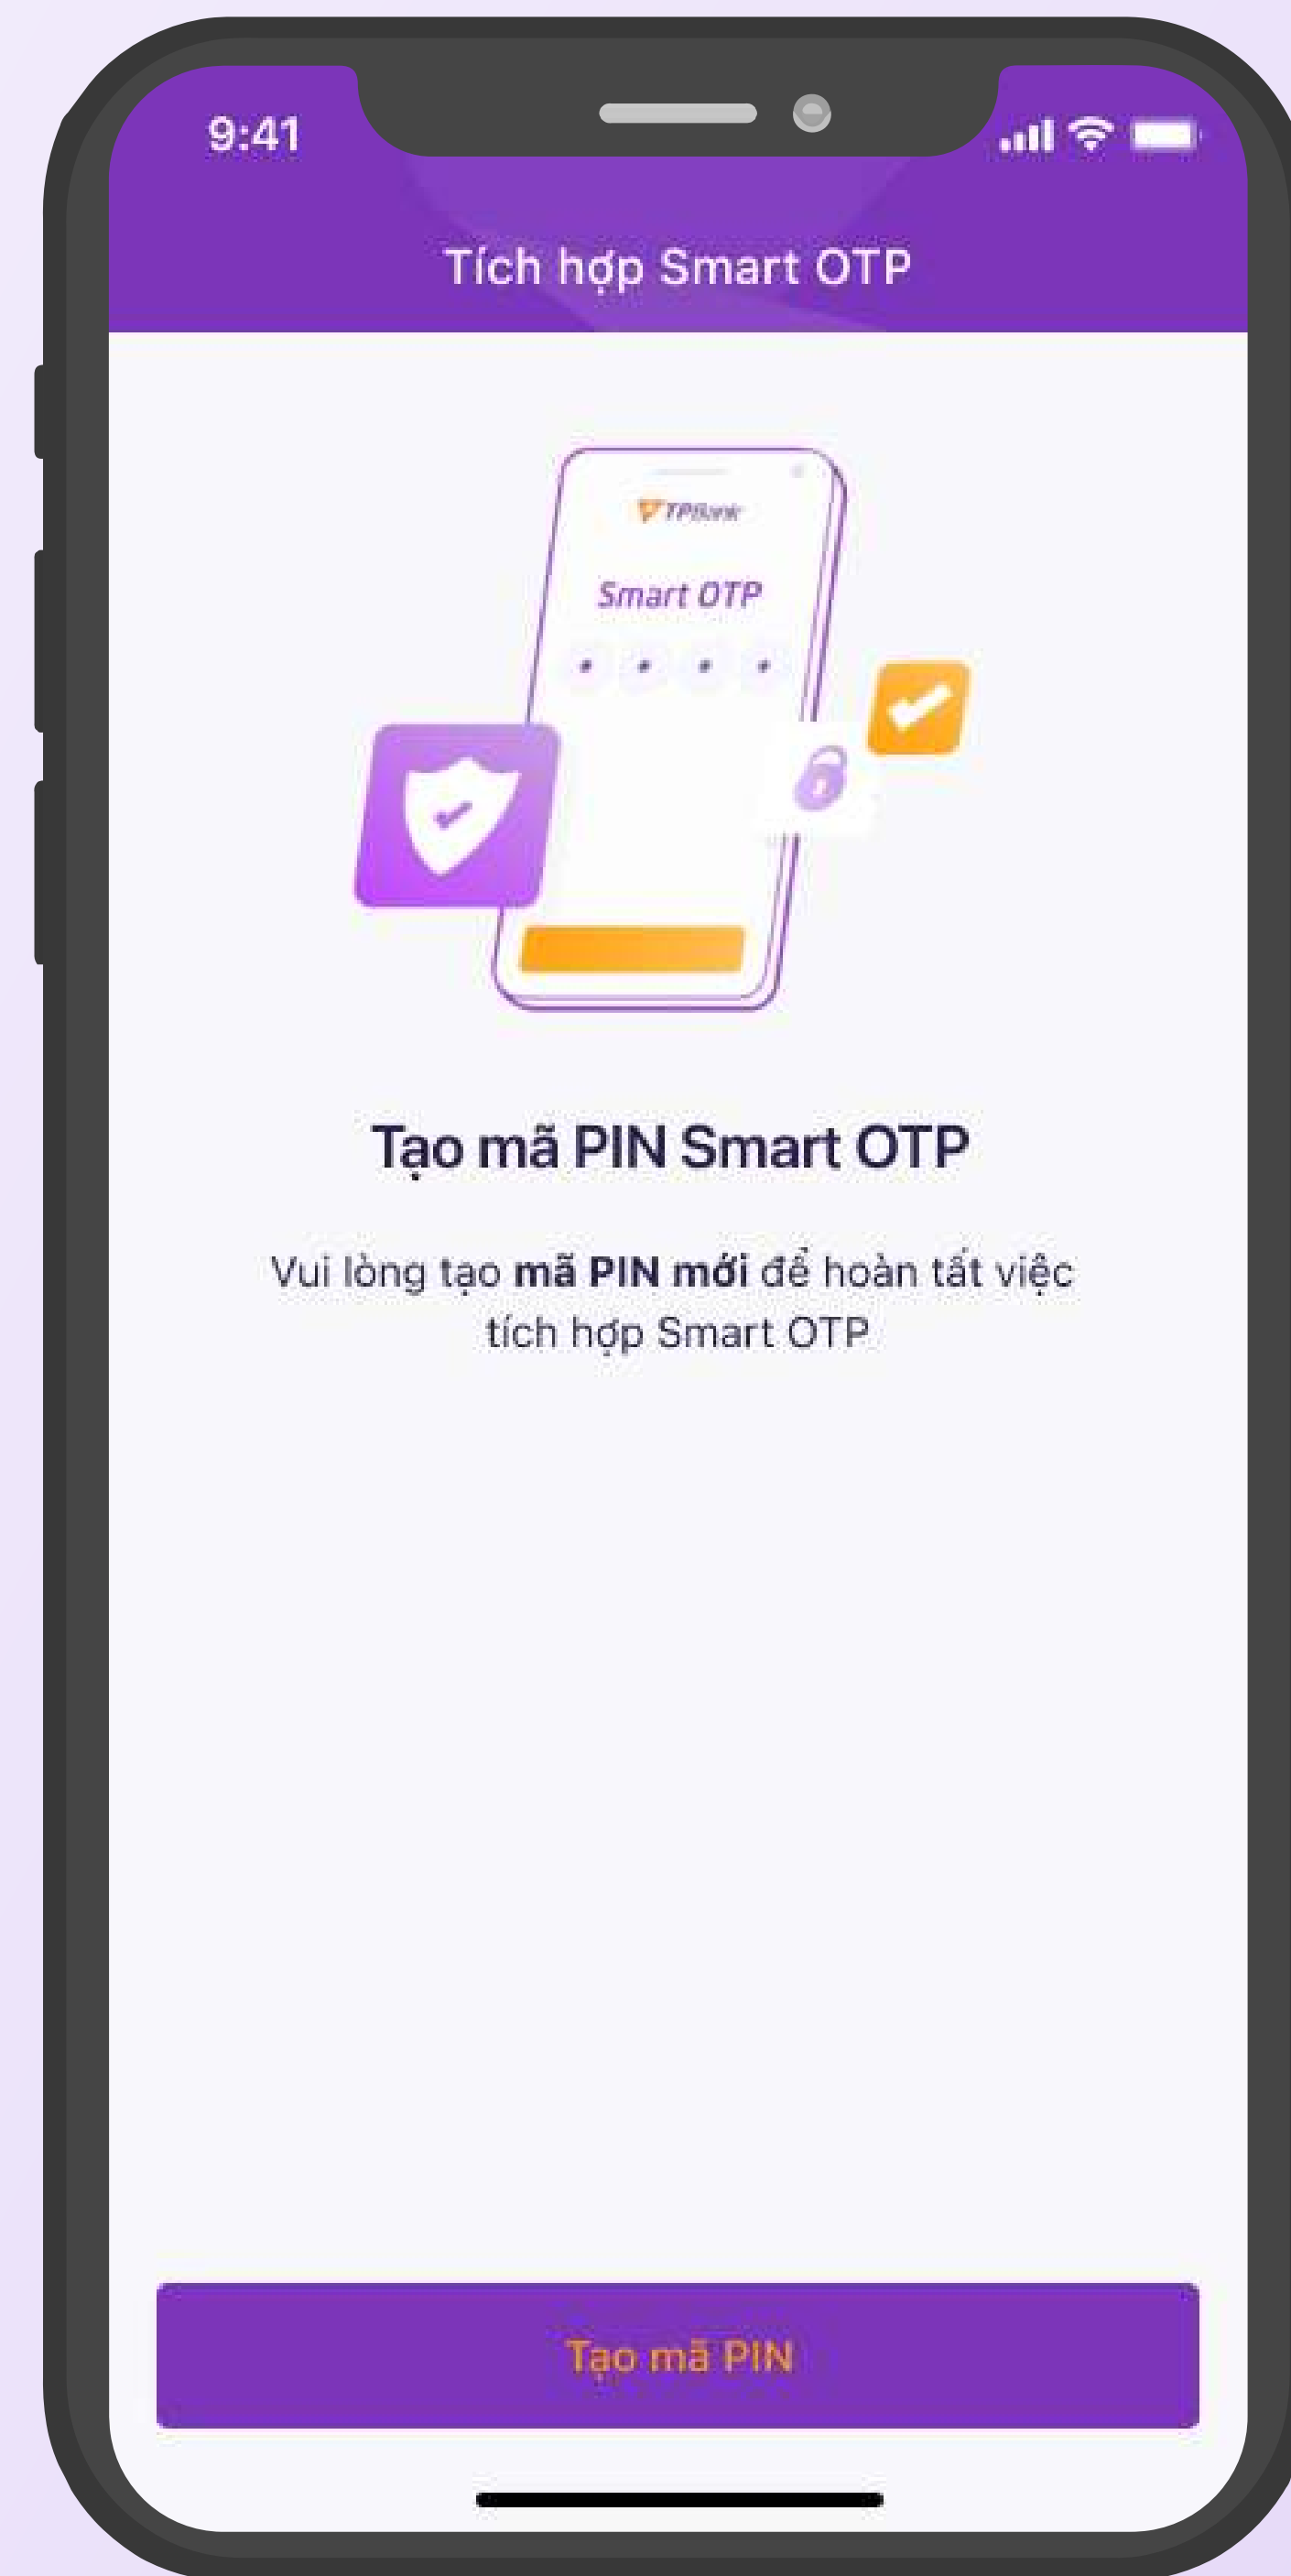 9:41
Tích hợp Smart OTP
TPBank
Smart OTP
Tạo mã PIN Smart OTP
Vui lòng tạo mã PIN mới để hoàn tất việc
tích hợp Smart OTP
Tạo mã PIN